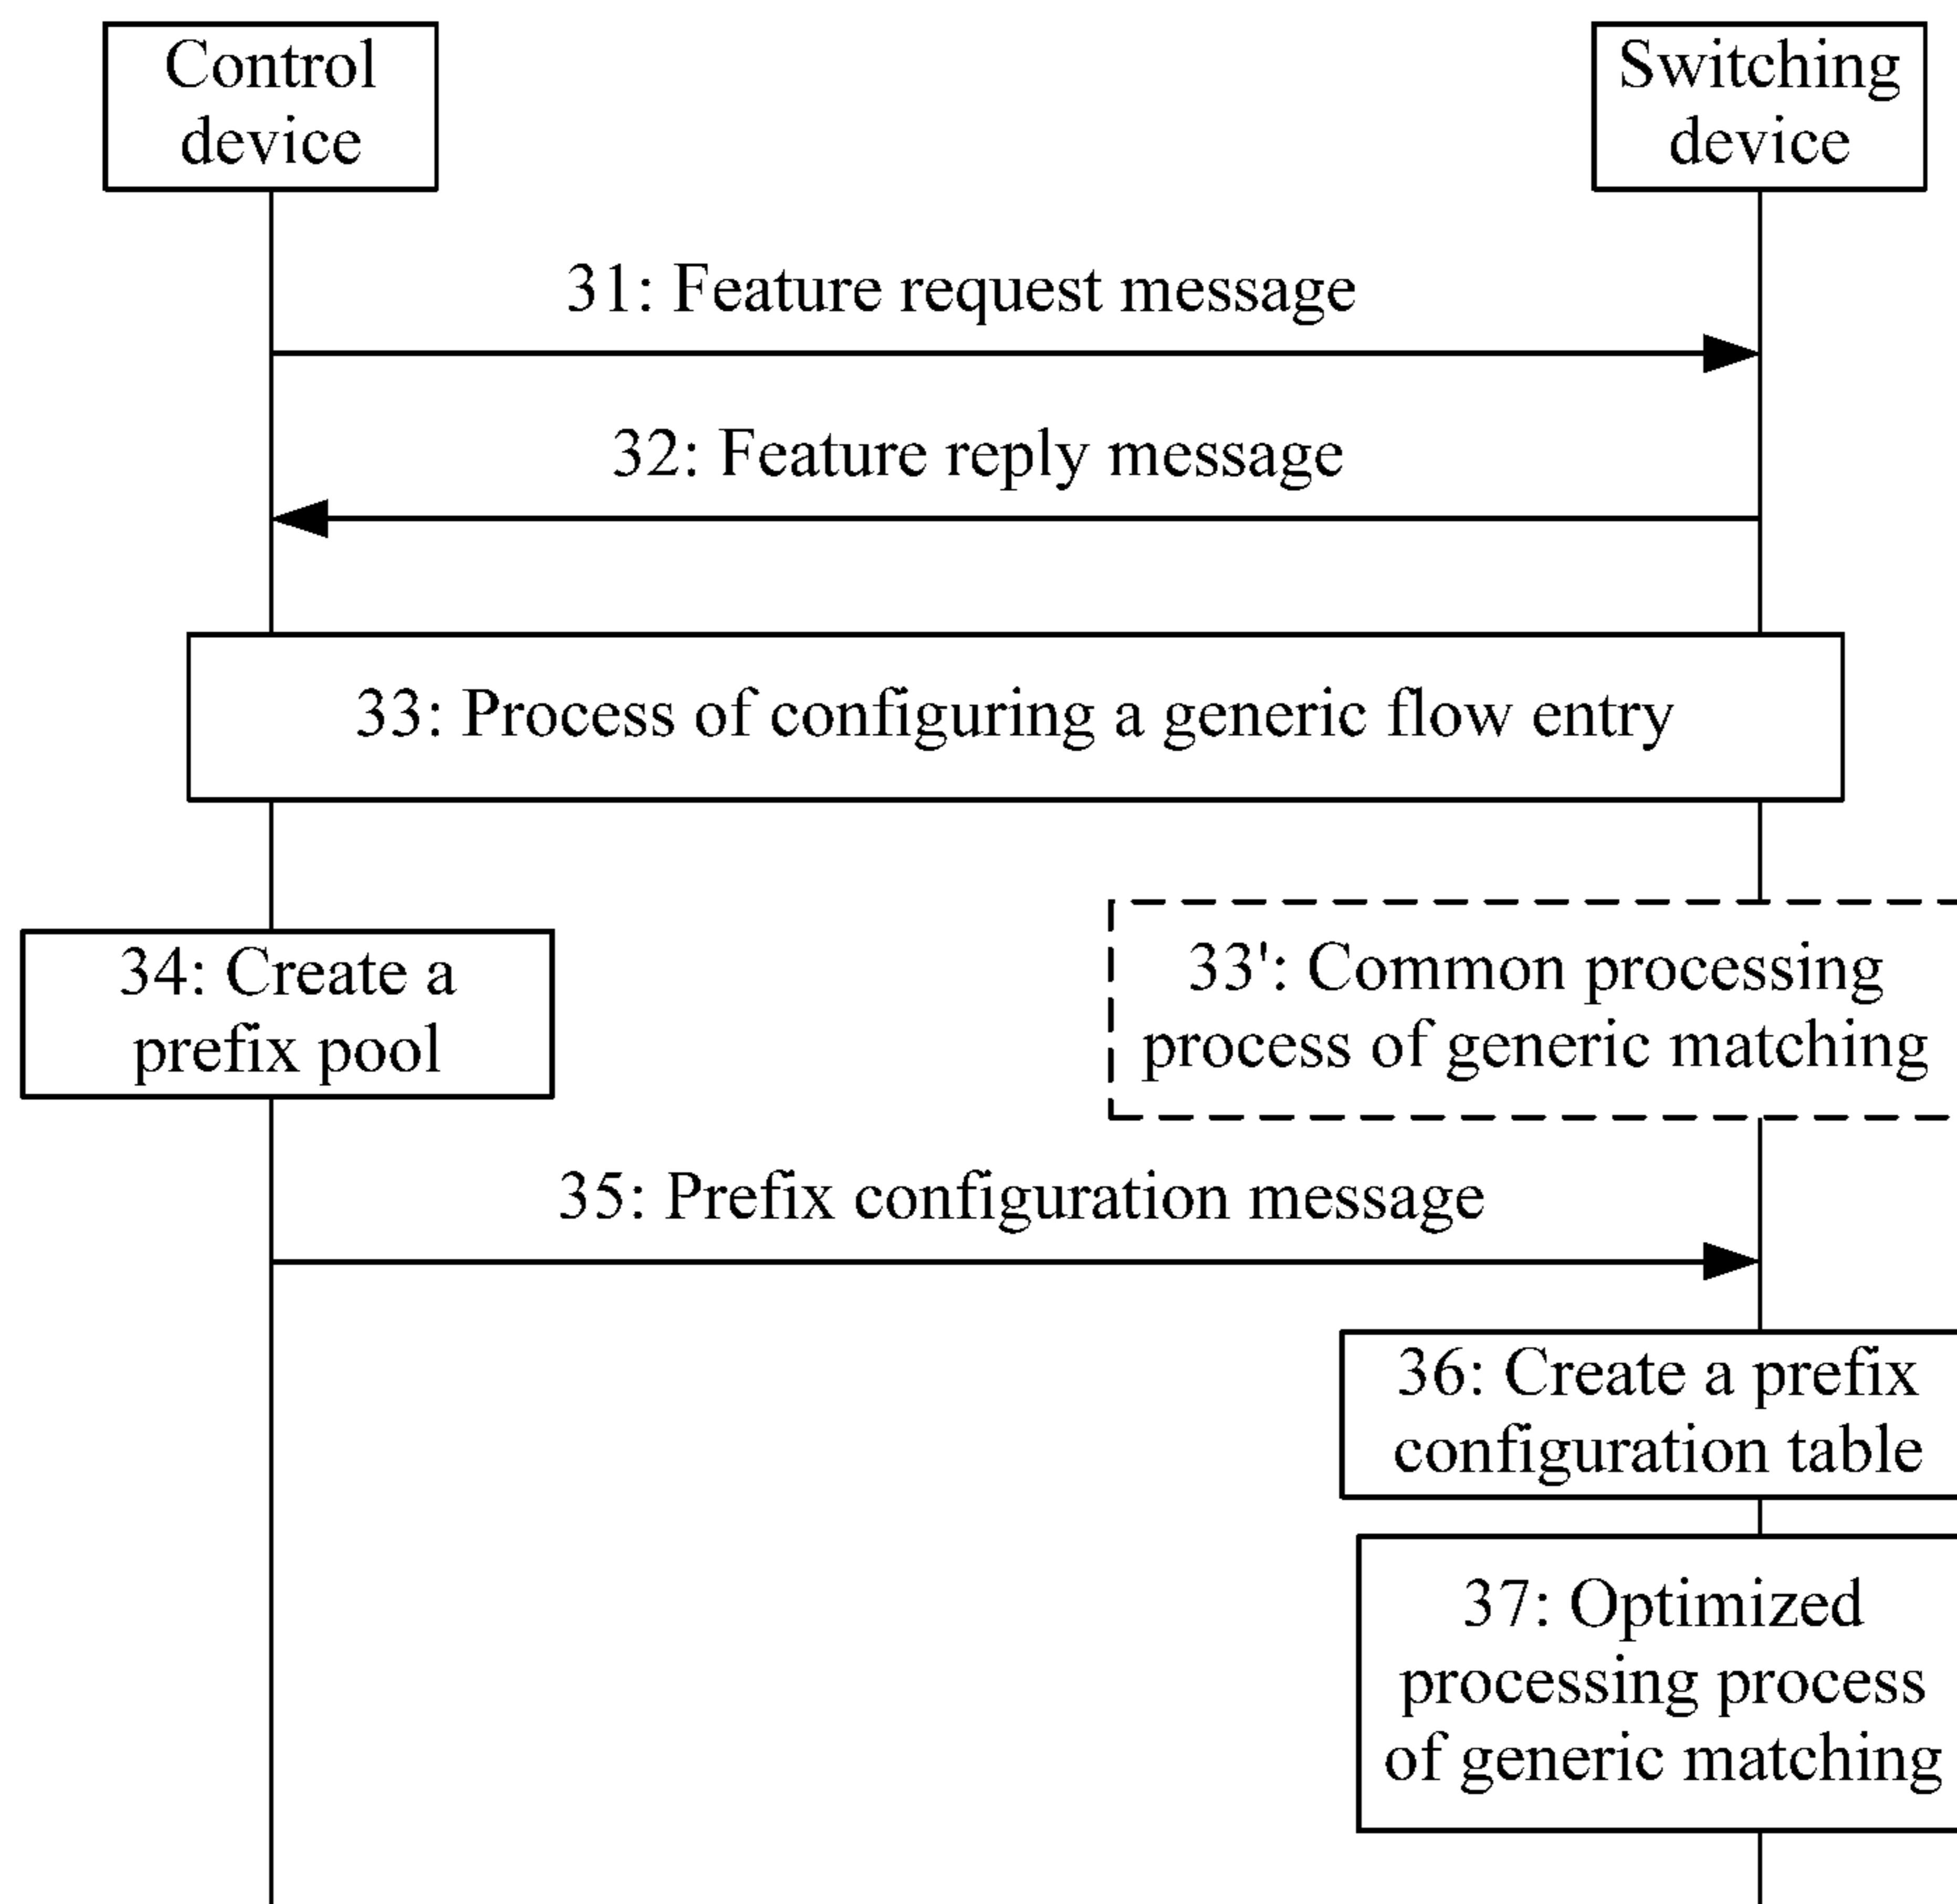 Control
device
Switching
device
31: Feature request message
32: Feature reply message
33: Process of configuring a generic flow entry
34: Create a
prefix pool
33': Common processing
process of generic matching
35: Prefix configuration message
36: Create a prefix
configuration table
37: Optimized
processing process
of generic matching